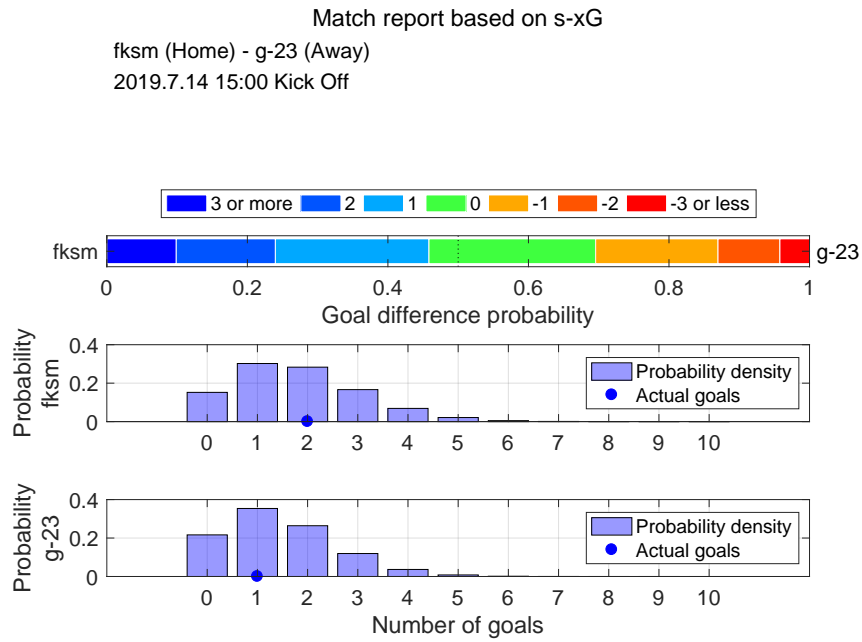 Match report based on s-xG
fksm (Home) - g-23 (Away)
2019.7.14 15:00 Kick Off
3 or more 2 1 0 -1 -2 -3 or less
fksm g-23
0 0.2 0.4 0.6 0.8 1
Goal difference probability
Probability
fksm
0.4
0.2
0
Probability density
Actual goals
0 1 2 3 4 5 6 7 8 9 10
Probability
g-23
0.4
0.2
0
Probability density
Actual goals
0 1 2 3 4 5 6 7 8 9 10
Number of goals